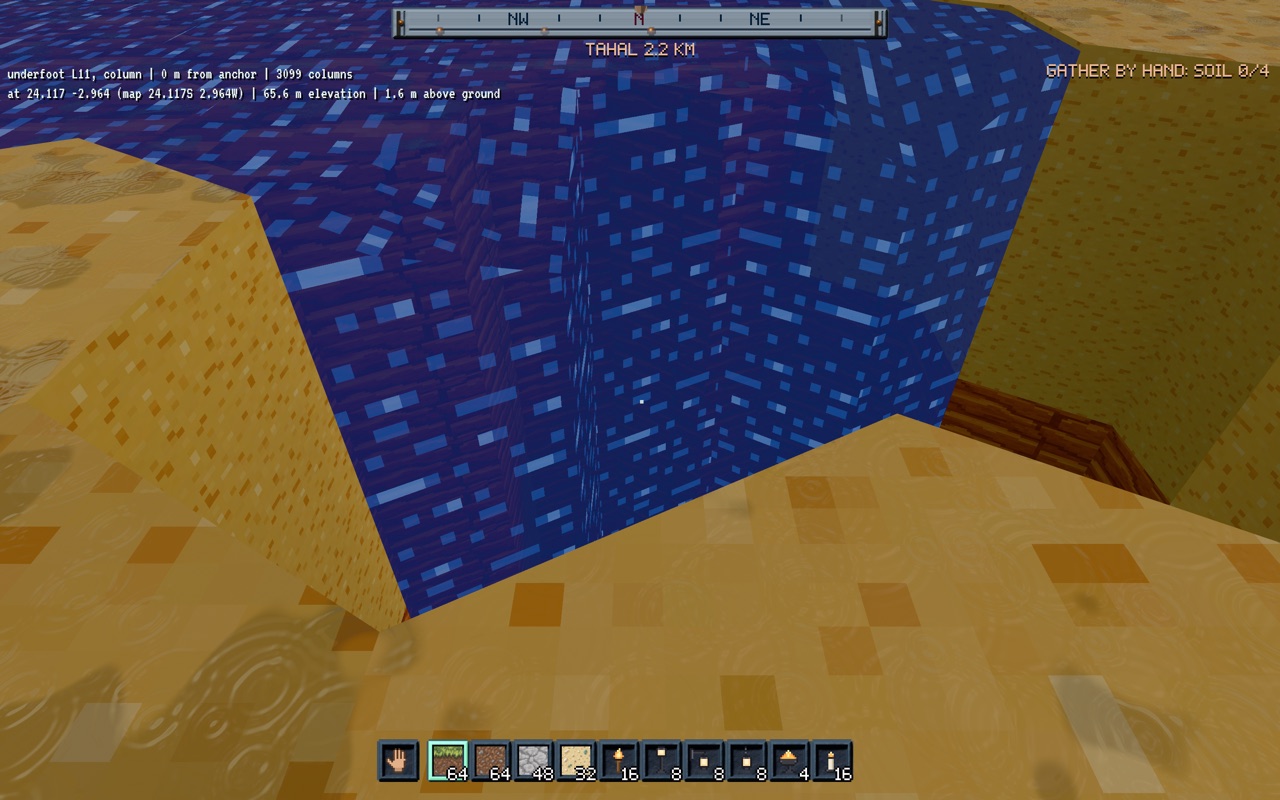 NW N NE
TAHAL 2.2 KM
underfoot L11, column | 0 m from anchor | 3099 columns
at 24,117 -2,964 (map 24.117S 2.964W) | 65.6 m elevation | 1.6 m above ground
GATHER BY HAND: SOIL 0/4
64 64 48 32 16 8 8 8 4 16